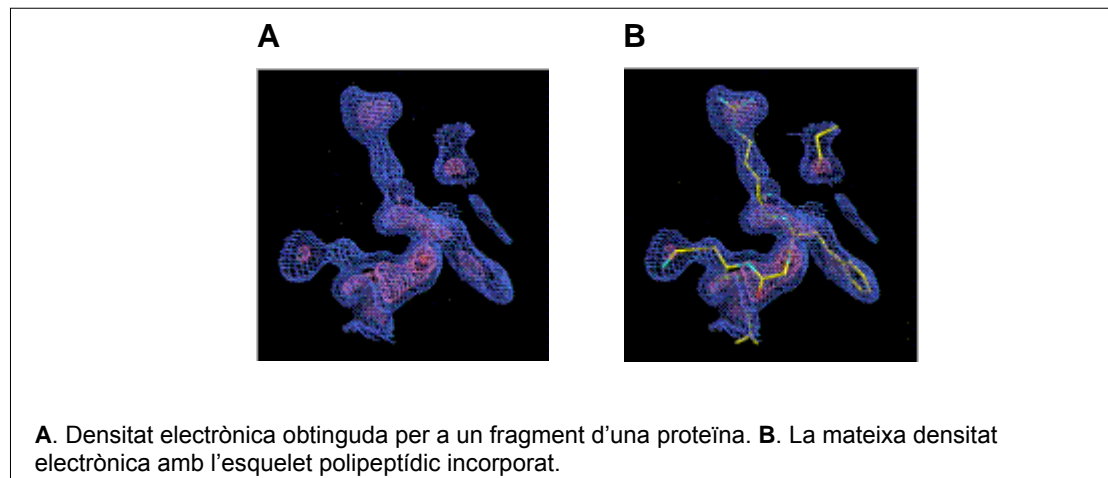 A
B
A. Densitat electrònica obtinguda per a un fragment d’una proteïna. B. La mateixa densitat
electrònica amb l’esquelet polipeptídic incorporat.